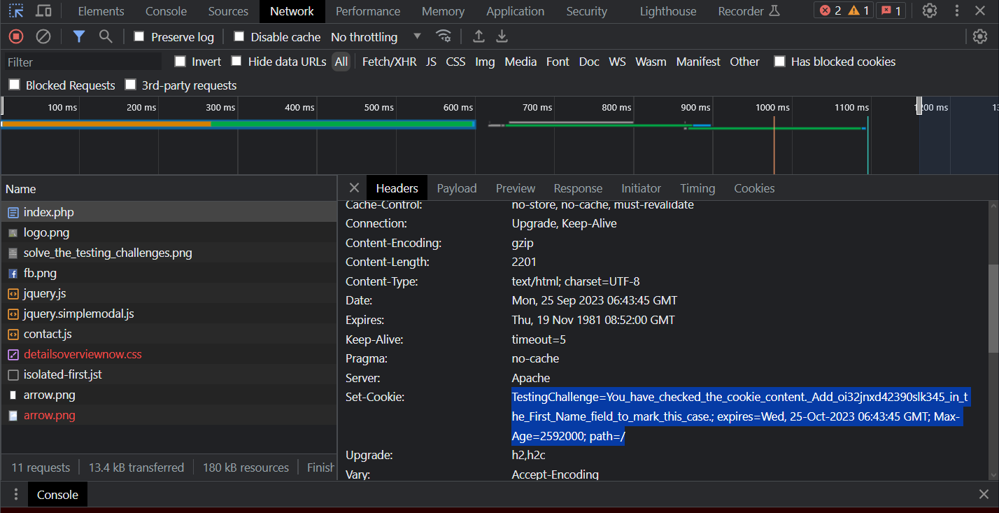 Elements Console Sources Network Performance Memory Application Security Lighthouse Recorder 2 1 1
Preserve log Disable cache No throttling
Filter Invert Hide data URLs All Fetch/XHR JS CSS Img Media Font Doc WS Wasm Manifest Other Has blocked cookies
Blocked Requests 3rd-party requests
100 ms 200 ms 300 ms 400 ms 500 ms 600 ms 700 ms 800 ms 900 ms 1000 ms 1100 ms 1200 ms
Name
index.php
logo.png
solve_the_testing_challenges.png
fb.png
jquery.js
jquery.simplemodal.js
contact.js
detailsoverviewnow.css
isolated-first.jst
arrow.png
arrow.png
11 requests 13.4 kB transferred 180 kB resources Finish
Headers Payload Preview Response Initiator Timing Cookies
Cache-Control: no-store, no-cache, must-revalidate
Connection: Upgrade, Keep-Alive
Content-Encoding: gzip
Content-Length: 2201
Content-Type: text/html; charset=UTF-8
Date: Mon, 25 Sep 2023 06:43:45 GMT
Expires: Thu, 19 Nov 1981 08:52:00 GMT
Keep-Alive: timeout=5
Pragma: no-cache
Server: Apache
Set-Cookie: TestingChallenge=You_have_checked_the_cookie_content._Add_oi32jnxd42390slk345_in_t
he_First_Name_field_to_mark_this_case.; expires=Wed, 25-Oct-2023 06:43:45 GMT; Max-
Age=2592000; path=/
Upgrade: h2,h2c
Vary: Accept-Encoding
Console